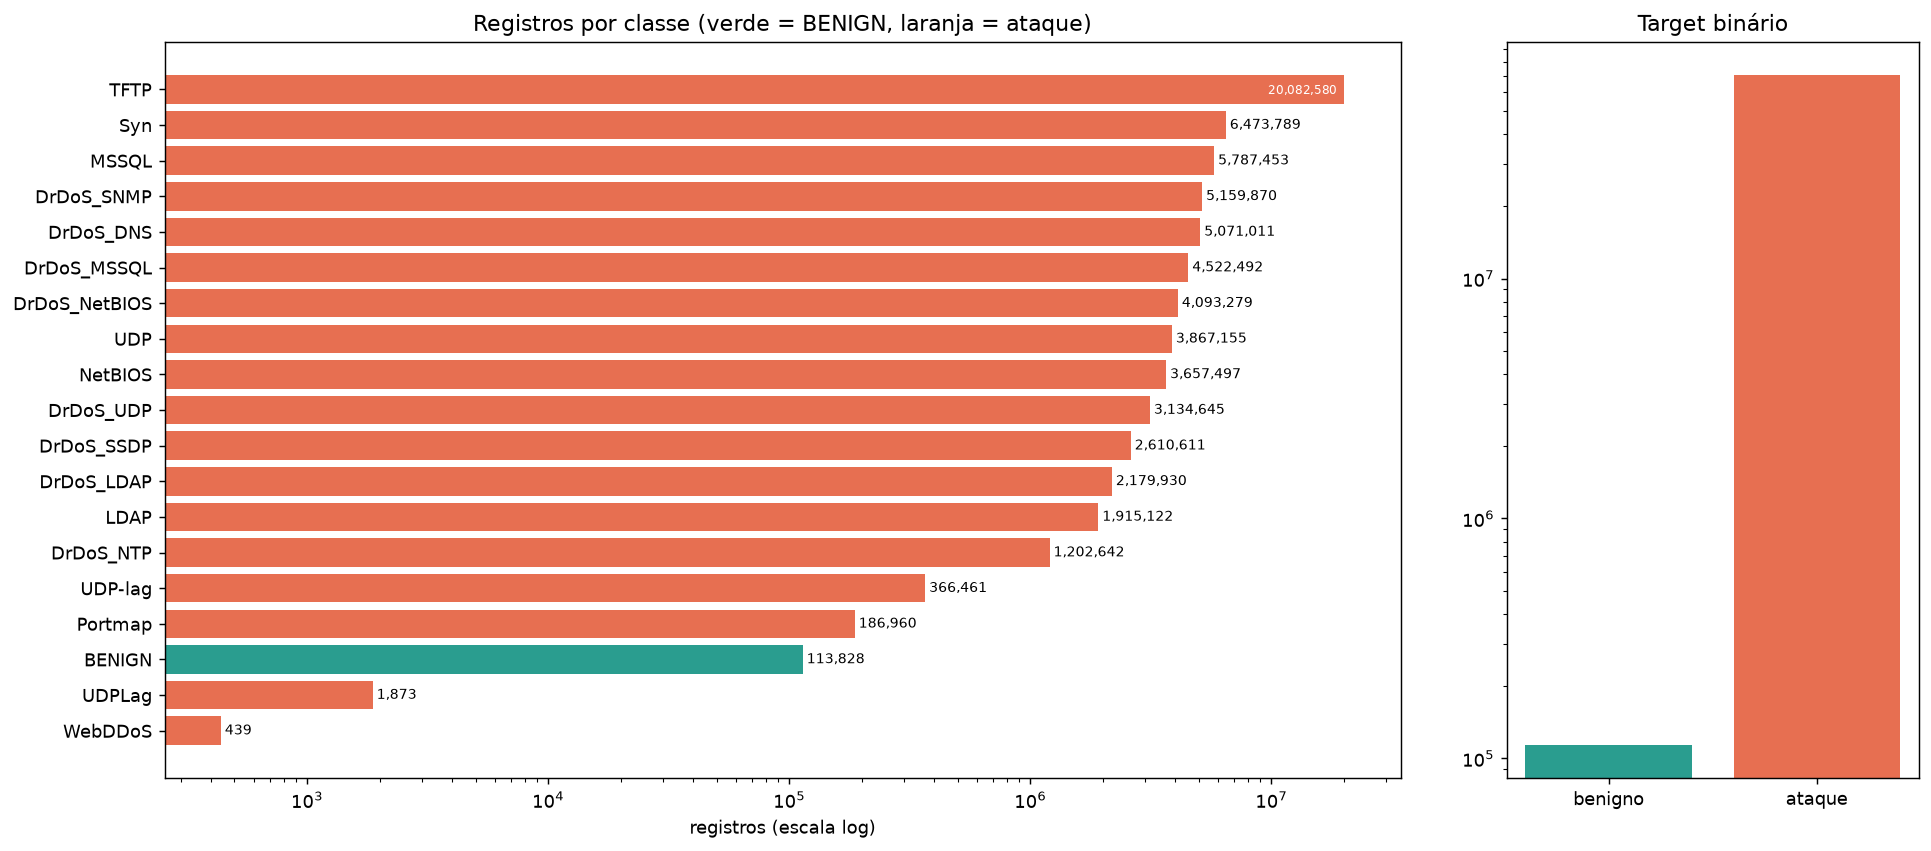 Registros por classe (verde = BENIGN, laranja = ataque)
TFTP 20,082,580
Syn 6,473,789
MSSQL 5,787,453
DrDoS_SNMP 5,159,870
DrDoS_DNS 5,071,011
DrDoS_MSSQL 4,522,492
DrDoS_NetBIOS 4,093,279
UDP 3,867,155
NetBIOS 3,657,497
DrDoS_UDP 3,134,645
DrDoS_SSDP 2,610,611
DrDoS_LDAP 2,179,930
LDAP 1,915,122
DrDoS_NTP 1,202,642
UDP-lag 366,461
Portmap 186,960
BENIGN 113,828
UDPLag 1,873
WebDDoS 439
10³ 10⁴ 10⁵ 10⁶ 10⁷
registros (escala log)
Target binário
10⁷
10⁶
10⁵
benigno ataque